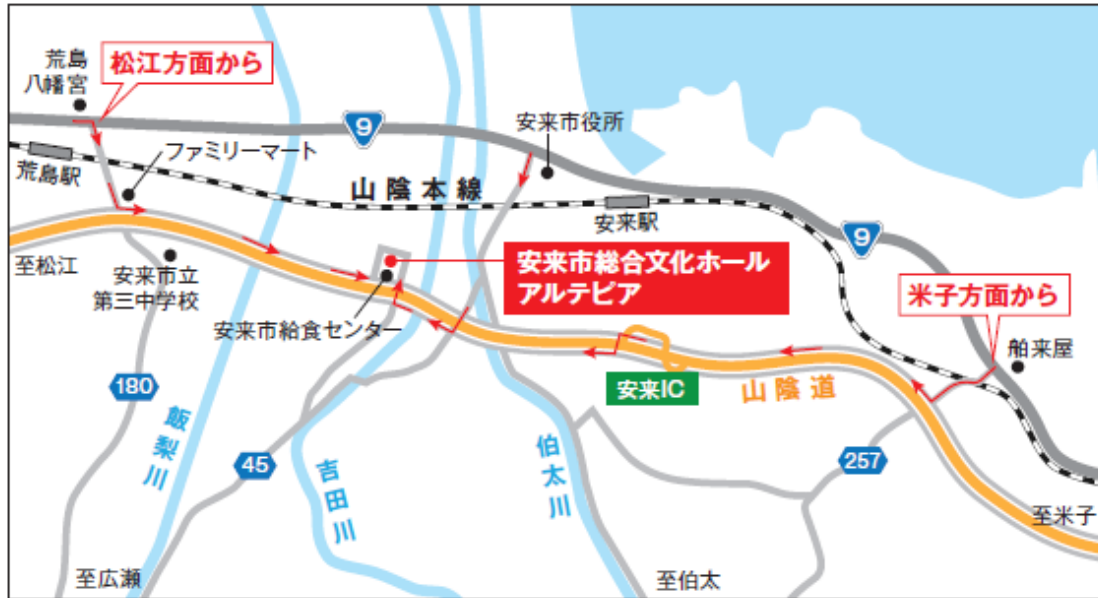 荒島
八幡宮
松江方面から
9
安来市役所
ファミリーマート
荒島駅
山陰本線
安来駅
9
至松江
安来市立
第三中学校
安来市総合文化ホール
アルテピア
米子方面から
安来市給食センター
舶来屋
安来IC
山陰道
180
飯梨川
45
吉田川
伯太川
257
至米子
至広瀬
至伯太